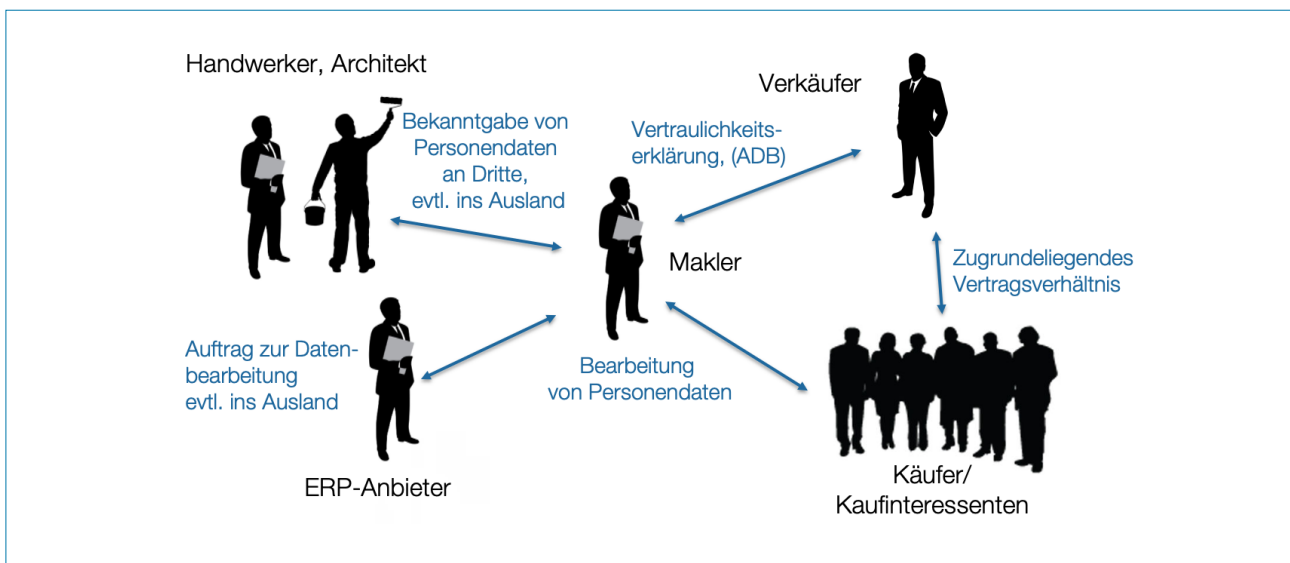 Handwerker, Architekt
Bekanntgabe von
Personendaten
an Dritte,
evtl. ins Ausland
Vertraulichkeits-
erklärung, (ADB)
Verkäufer
Makler
Zugrundeliegendes
Vertragsverhältnis
Auftrag zur Daten-
bearbeitung
evtl. ins Ausland
Bearbeitung
von Personendaten
ERP-Anbieter
Käufer/
Kaufinteressenten